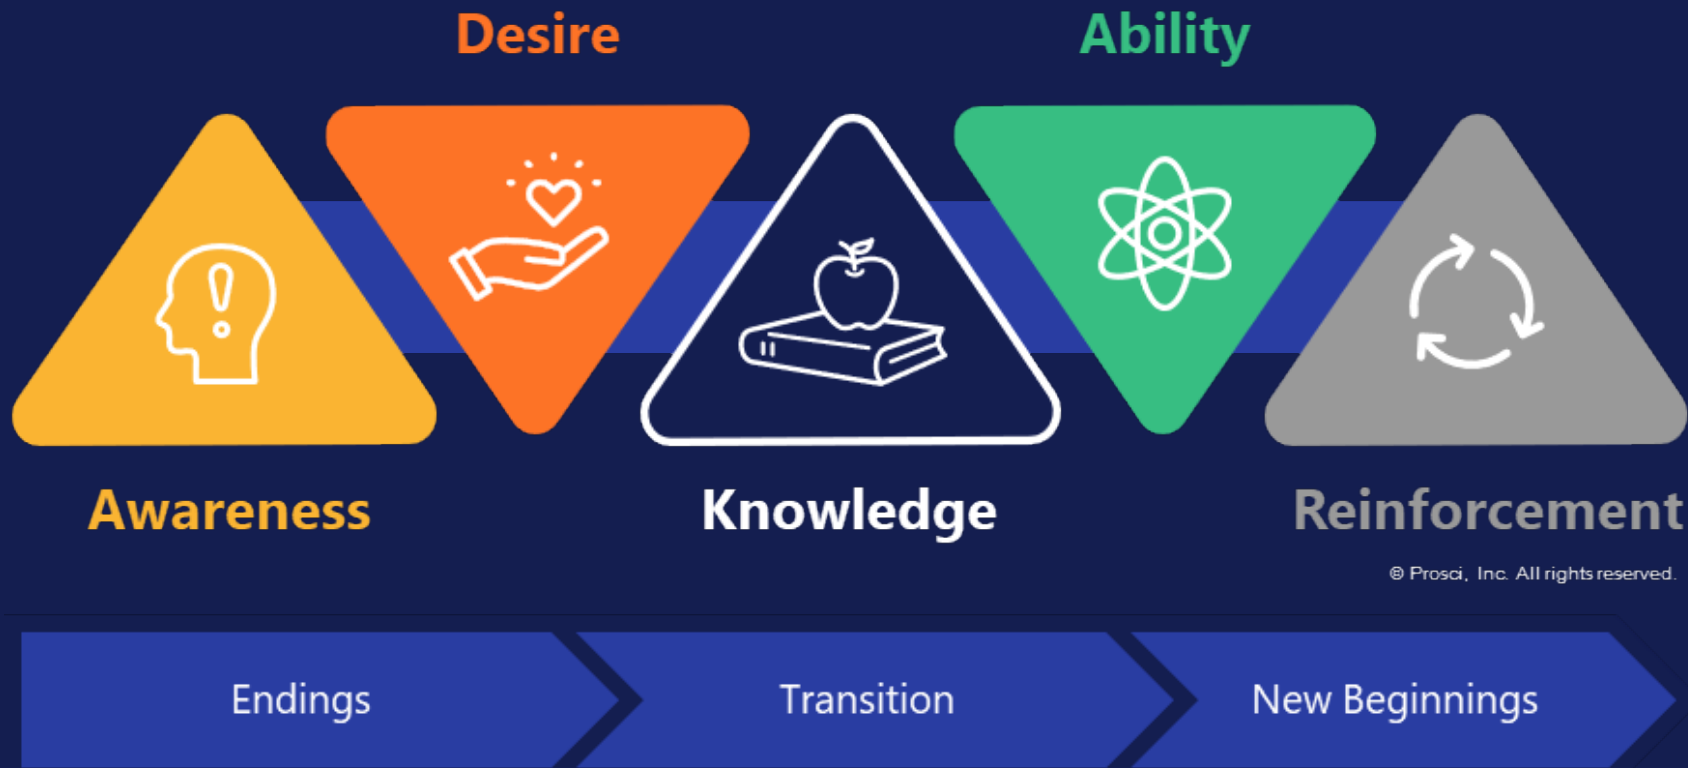 Desire
Ability
Awareness
Knowledge
Reinforcement
© Prosci, Inc. All rights reserved.
Endings
Transition
New Beginnings